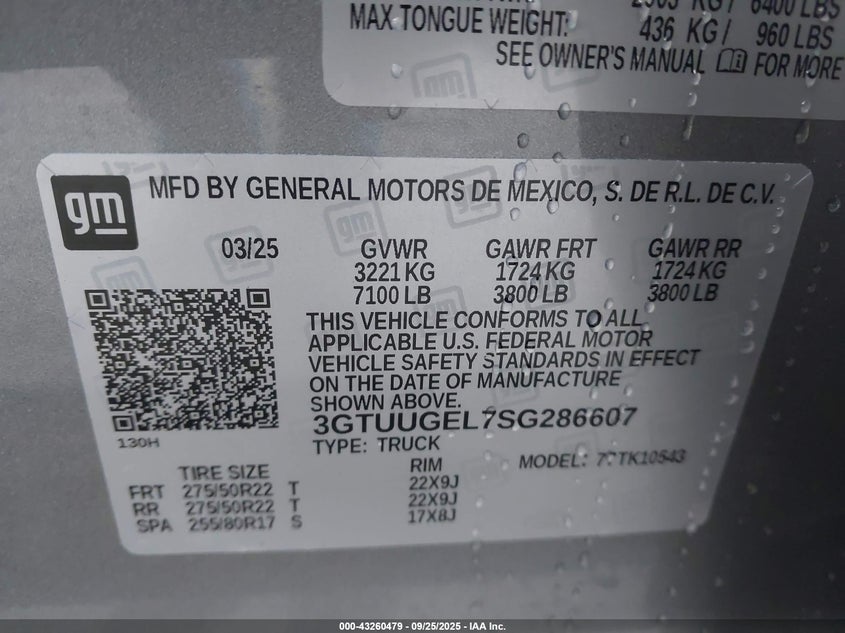 6400 LBS
MAX TONGUE WEIGHT: 436 KG/ 960 LBS
SEE OWNER'S MANUAL FOR MORE
gm
MFD BY GENERAL MOTORS DE MEXICO, S. DE R.L. DE C.V.
03/25 GVWR GAWR FRT GAWR RR
3221 KG 1724 KG 1724 KG
7100 LB 3800 LB 3800 LB
THIS VEHICLE CONFORMS TO ALL
APPLICABLE U.S. FEDERAL MOTOR
VEHICLE SAFETY STANDARDS IN EFFECT
ON THE DATE OF MANUFACTURE
SHOWN ABOVE.
3GTUUGEL7SG286607
130H
TYPE: TRUCK
MODEL:
TIRE SIZE RIM
FRT 275/50R22 T 22X9J
RR 275/50R22 T 22X9J
SPA 255/80R17 S 17X8J
000-43260479 - 09/25/2025 - IAA Inc.